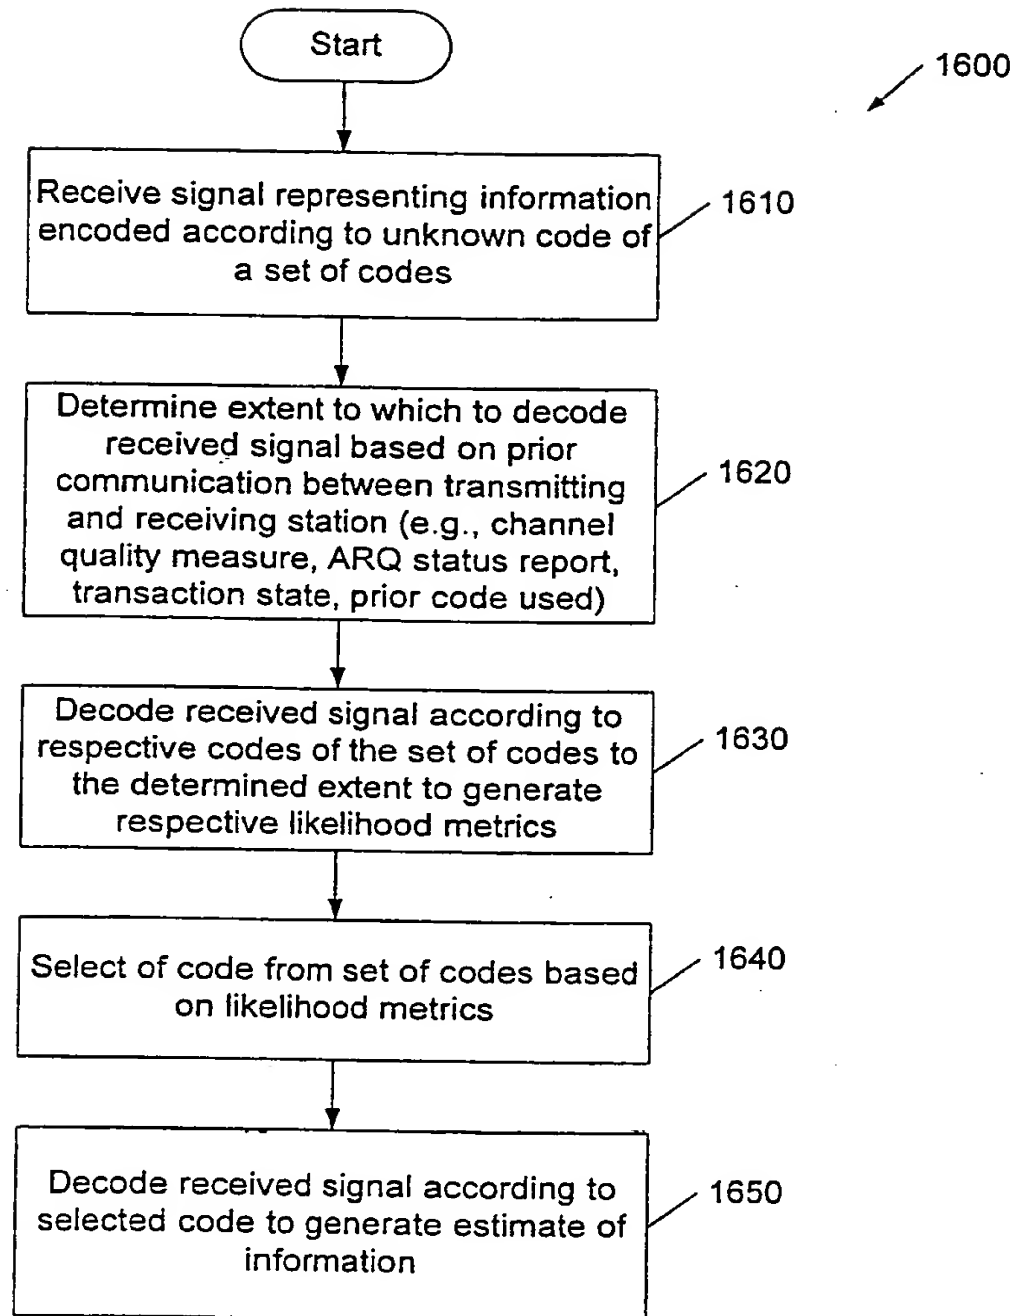 Start
1600
Receive signal representing information
encoded according to unknown code of
a set of codes
1610
Determine extent to which to decode
received signal based on prior
communication between transmitting
and receiving station (e.g., channel
quality measure, ARQ status report,
transaction state, prior code used)
1620
Decode received signal according to
respective codes of the set of codes to
the determined extent to generate
respective likelihood metrics
1630
Select of code from set of codes based
on likelihood metrics
1640
Decode received signal according to
selected code to generate estimate of
information
1650